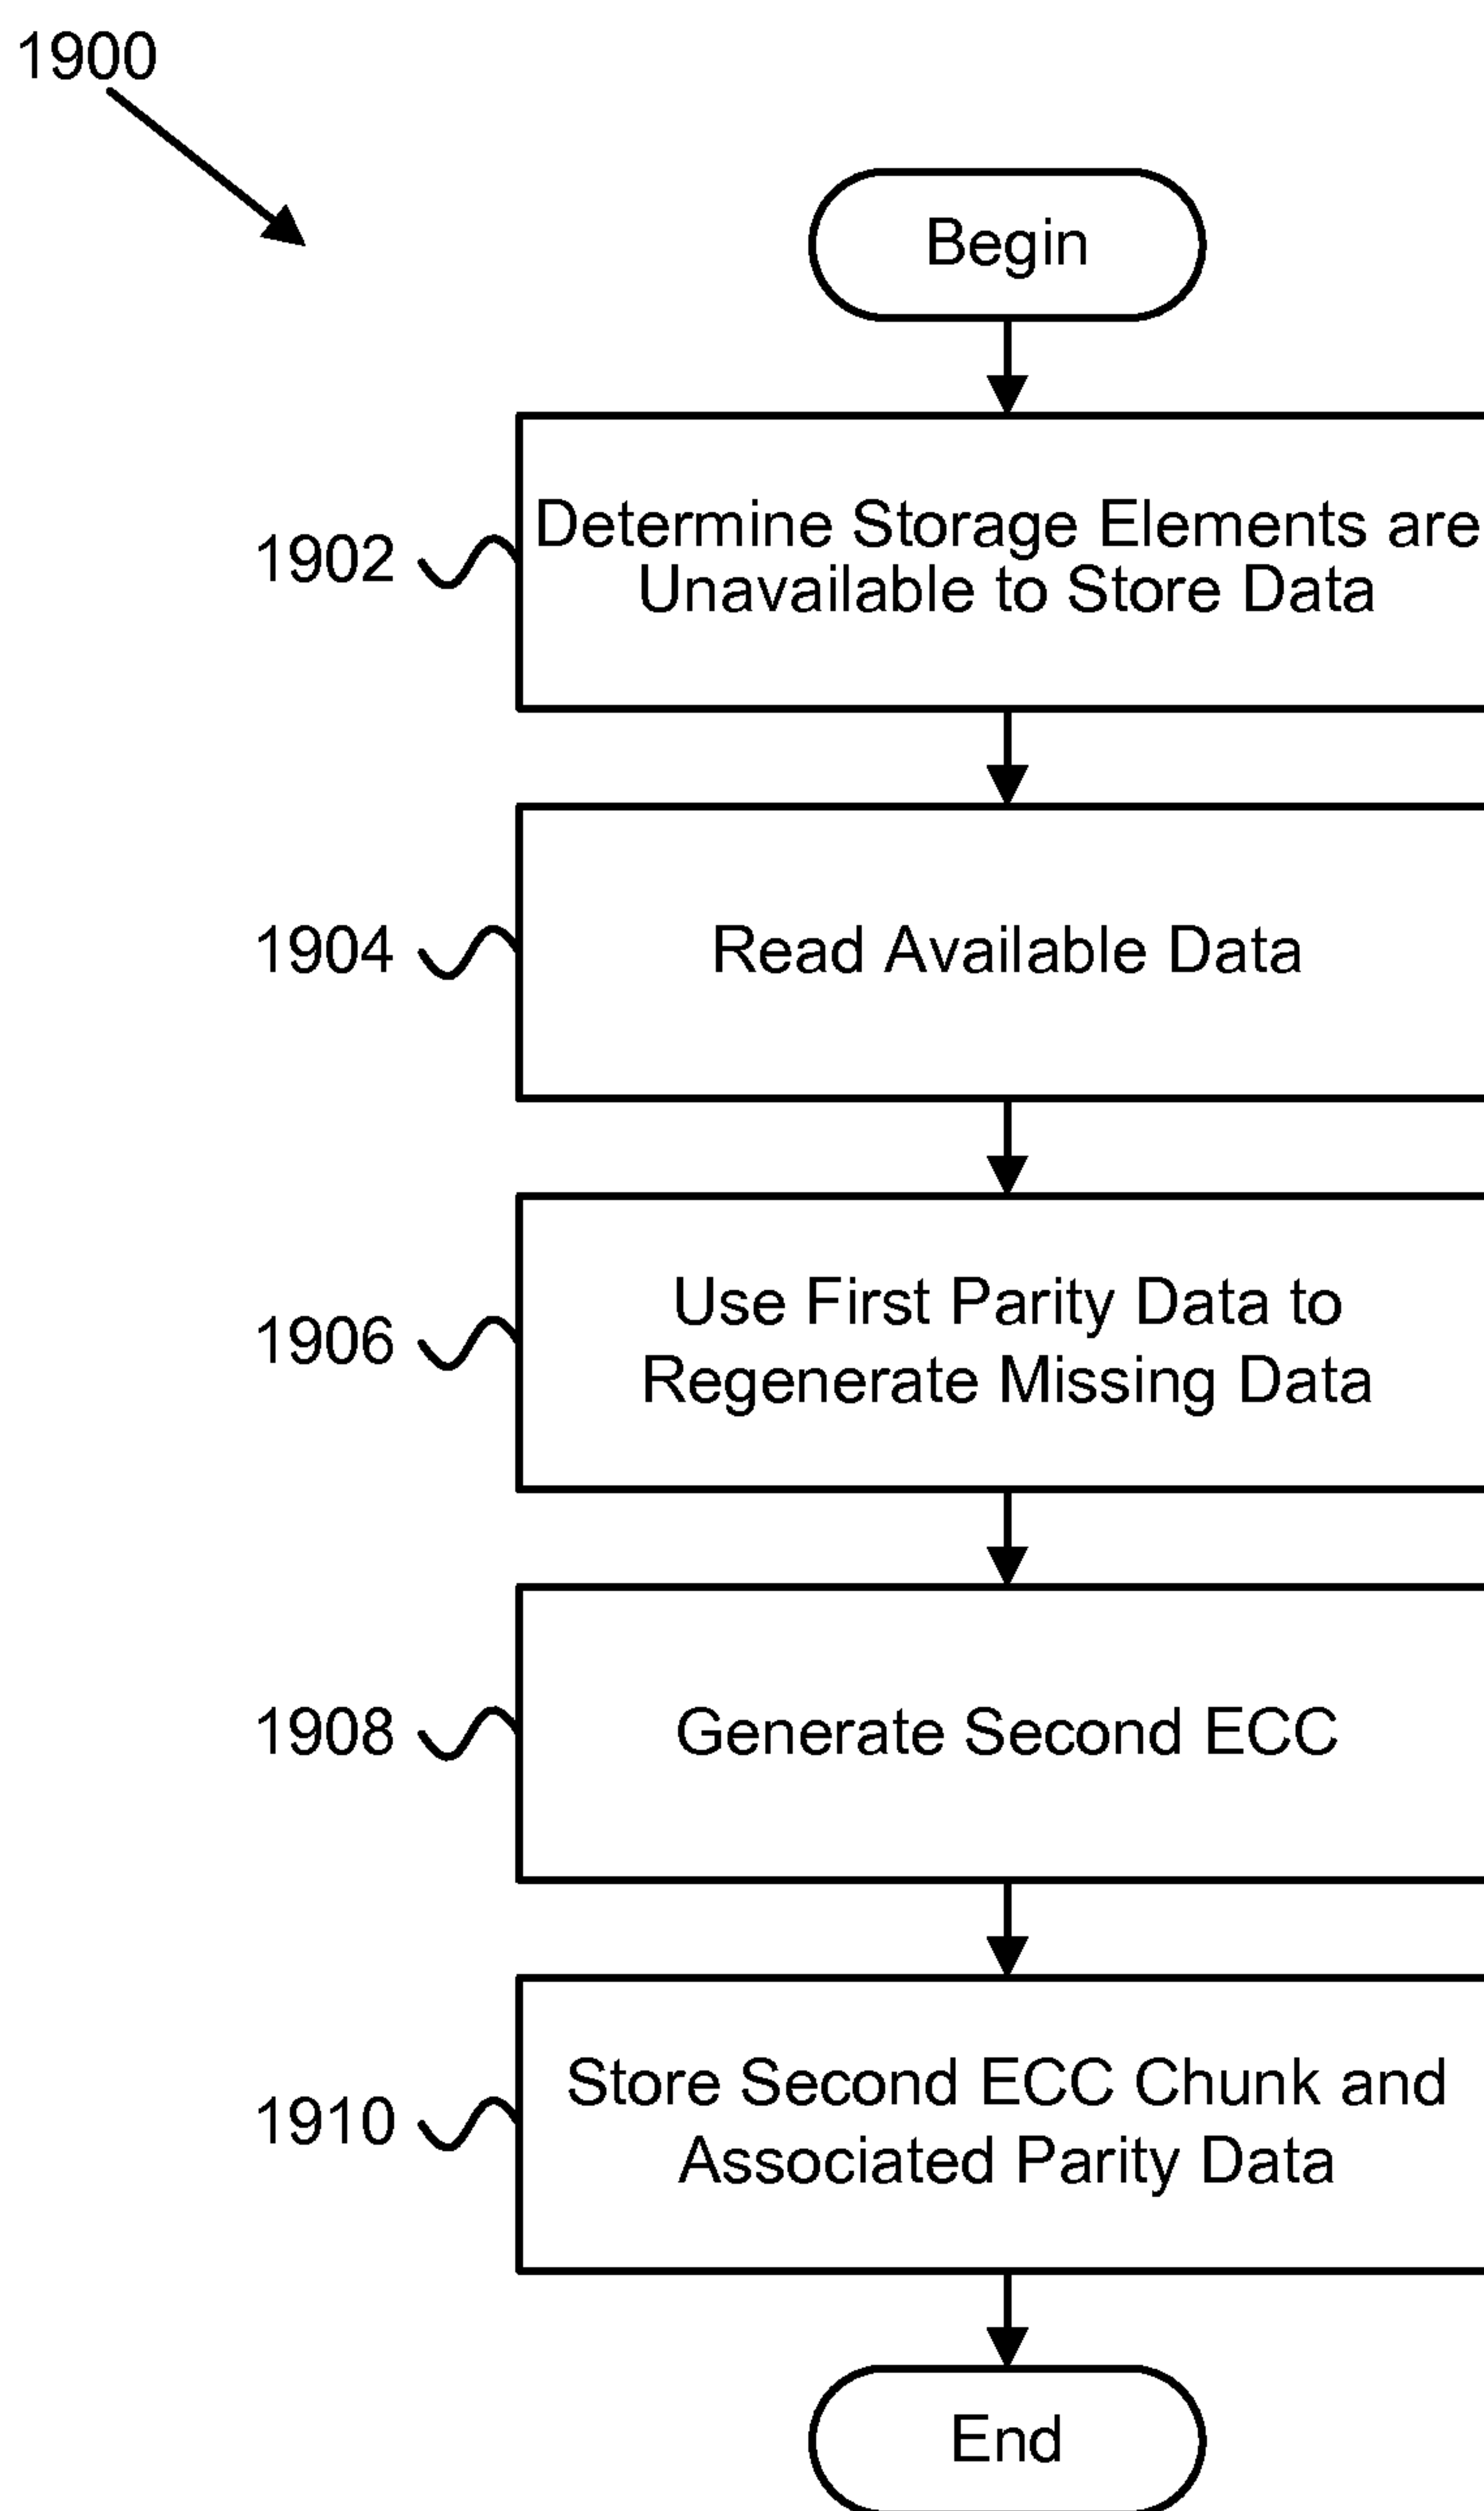 1900
Begin
1902
Determine Storage Elements are
Unavailable to Store Data
1904
Read Available Data
1906
Use First Parity Data to
Regenerate Missing Data
1908
Generate Second ECC
1910
Store Second ECC Chunk and
Associated Parity Data
End